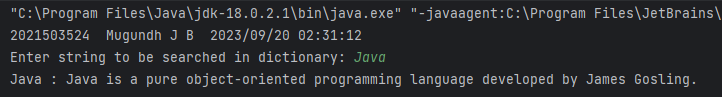 "C:\Program Files\Java\jdk-18.0.2.1\bin\java.exe" "-javaagent:C:\Program Files\JetBrains\
2021503524  Mugundh J B  2023/09/20 02:31:12
Enter string to be searched in dictionary: Java
Java : Java is a pure object-oriented programming language developed by James Gosling.